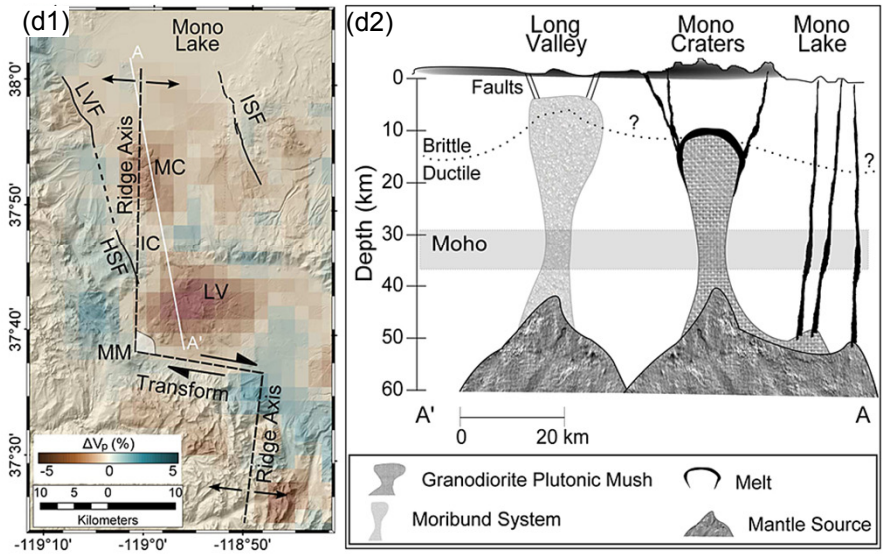 (d1)
Mono
Lake
A
38°0'
LVF
ISF
Ridge Axis
MC
37°50'
HSF
IC
LV
37°40'
MM
A'
Transform
Ridge Axis
37°30'
ΔVp (%)
-5 0 5
10 0 10
Kilometers
-119°10' -119°0' -118°50'
(d2)
Long
Valley
Mono
Craters
Mono
Lake
Faults
0
10
20
30
40
50
60
Depth (km)
Brittle
Ductile
?
?
Moho
A'
A
0 20 km
Granodiorite Plutonic Mush
Melt
Moribund System
Mantle Source